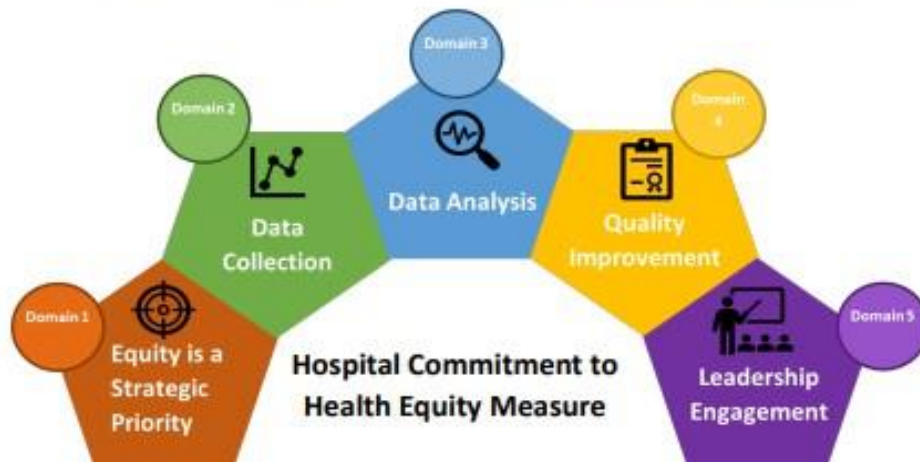 Domain 1
Equity is a
Strategic
Priority
Domain 2
Data
Collection
Domain 3
Data Analysis
Domain 4
Quality
Improvement
Domain 5
Leadership
Engagement
Hospital Commitment to
Health Equity Measure